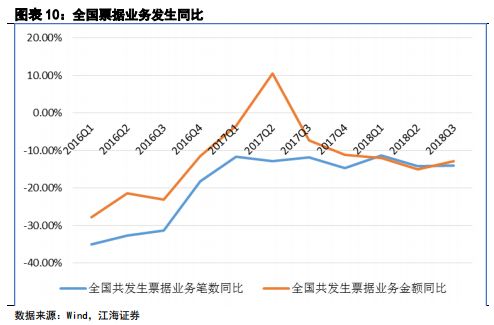 图表 10：全国票据业务发生同比
20.00%
10.00%
0.00%
-10.00%
-20.00%
-30.00%
-40.00%
2016Q1
2016Q2
2016Q3
2016Q4
2017Q1
2017Q2
2017Q3
2017Q4
2018Q1
2018Q2
2018Q3
全国共发生票据业务笔数同比
全国共发生票据业务金额同比
数据来源：Wind，江海证券